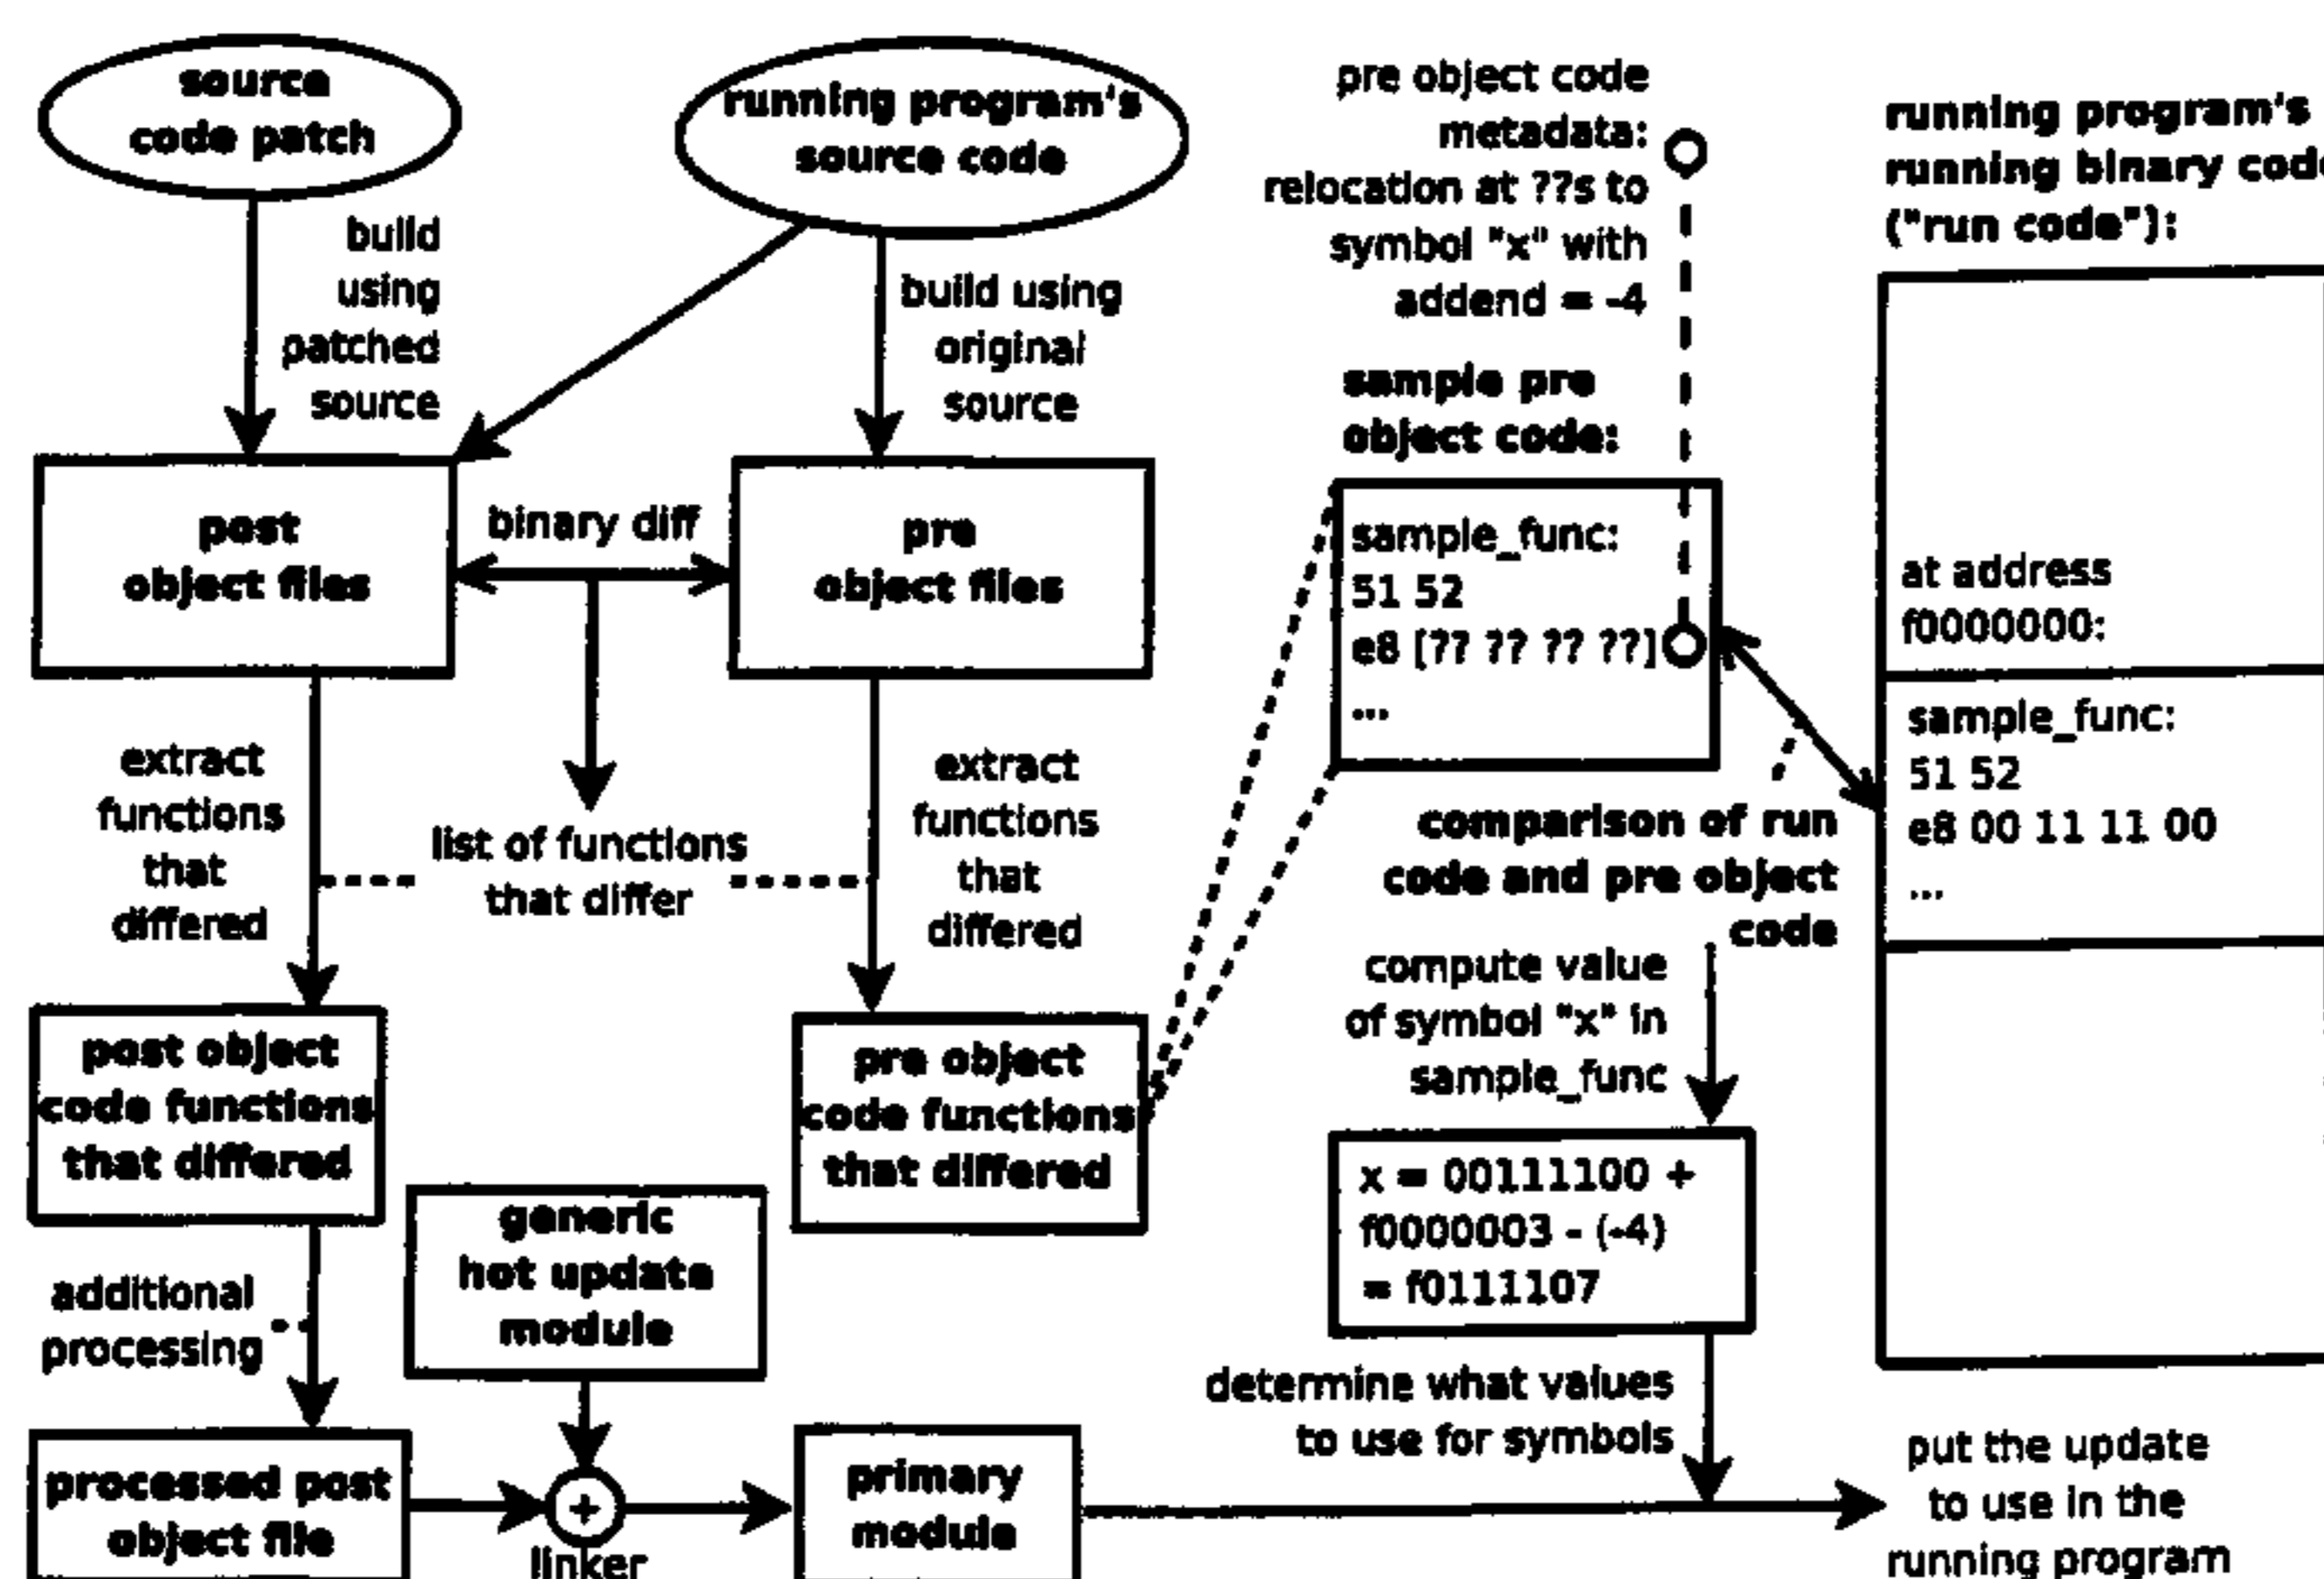 source
code patch
running program's
source code
build
using
patched
source
build using
original
source
post
object files
binary diff
pre
object files
extract
functions
that
differed
list of functions
that differ
extract
functions
that
differed
post object
code functions
that differed
pre object
code functions
that differed
additional
processing
generic
hot update
module
processed post
object file
+
linker
primary
module
pre object code
metadata:
relocation at ??s to
symbol "x" with
addend = -4
sample pre
object code:
sample_func:
51 52
e8 [?? ?? ?? ??]
...
running program's
running binary code
("run code"):
at address
f0000000:
sample_func:
51 52
e8 00 11 11 00
...
comparison of run
code and pre object
code
compute value
of symbol "x" in
sample_func
x = 00111100 +
f0000003 - (-4)
= f0111107
determine what values
to use for symbols
put the update
to use in the
running program